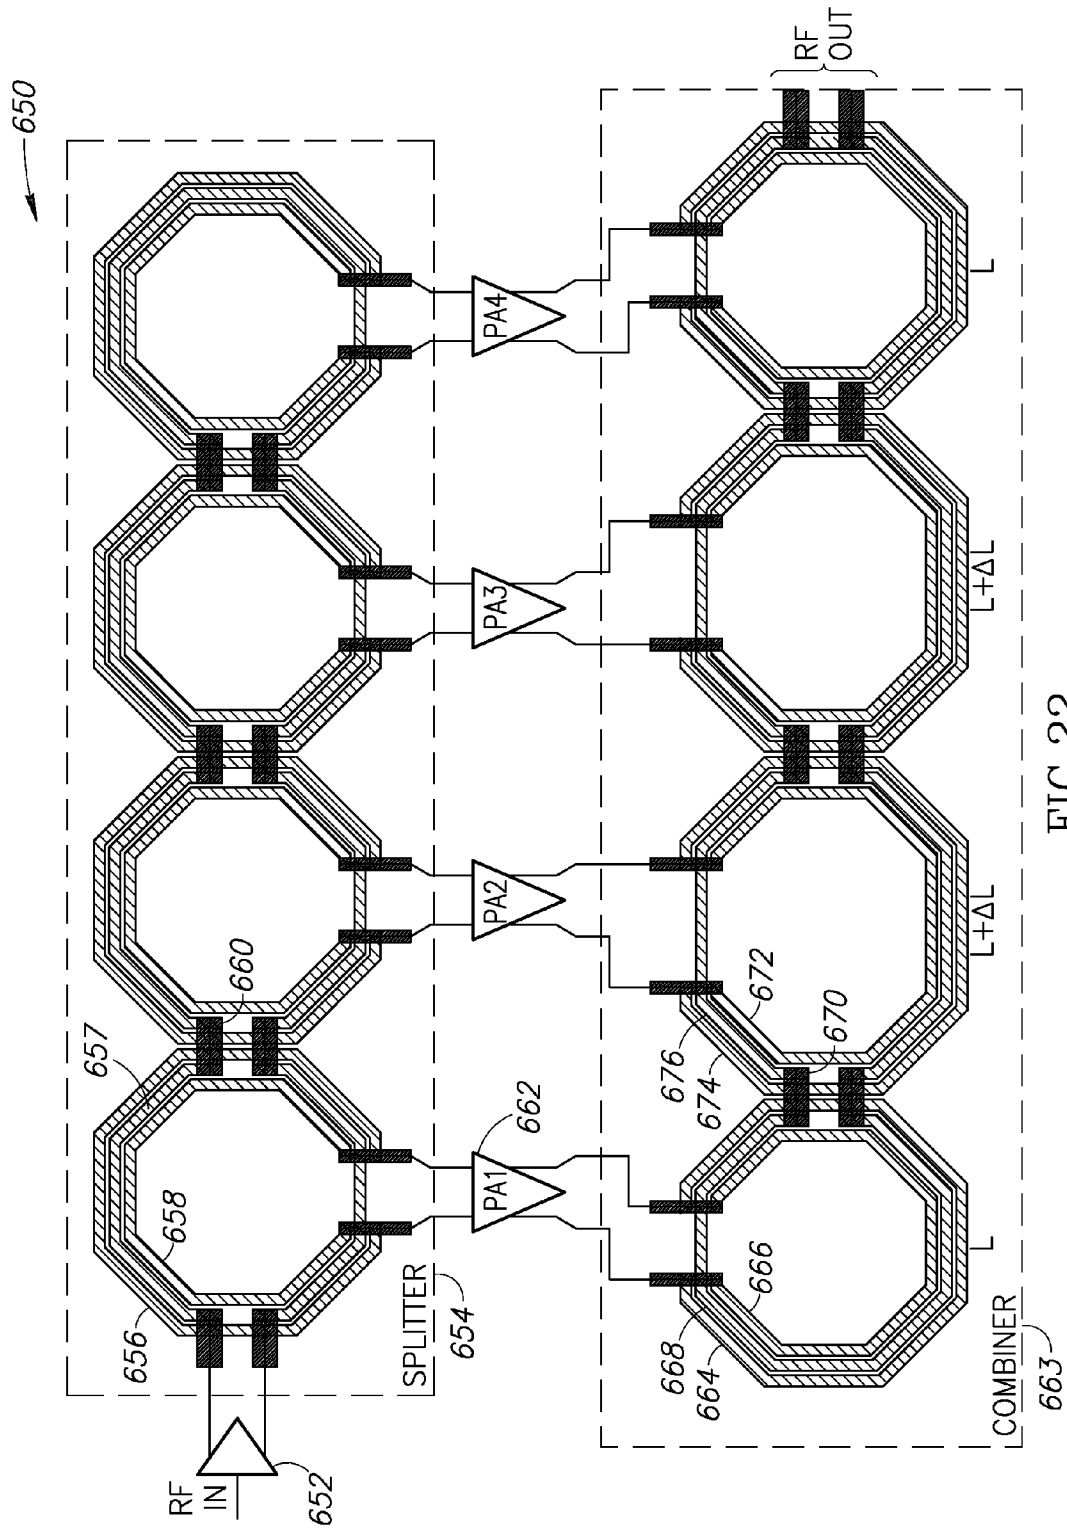 650
RF
IN
652
SPLITTER
654
656
658
657
660
PA1
662
PA2
PA3
PA4
COMBINER
663
664
668
666
674
676
672
670
L
L+ΔL
L+ΔL
L
RF
OUT